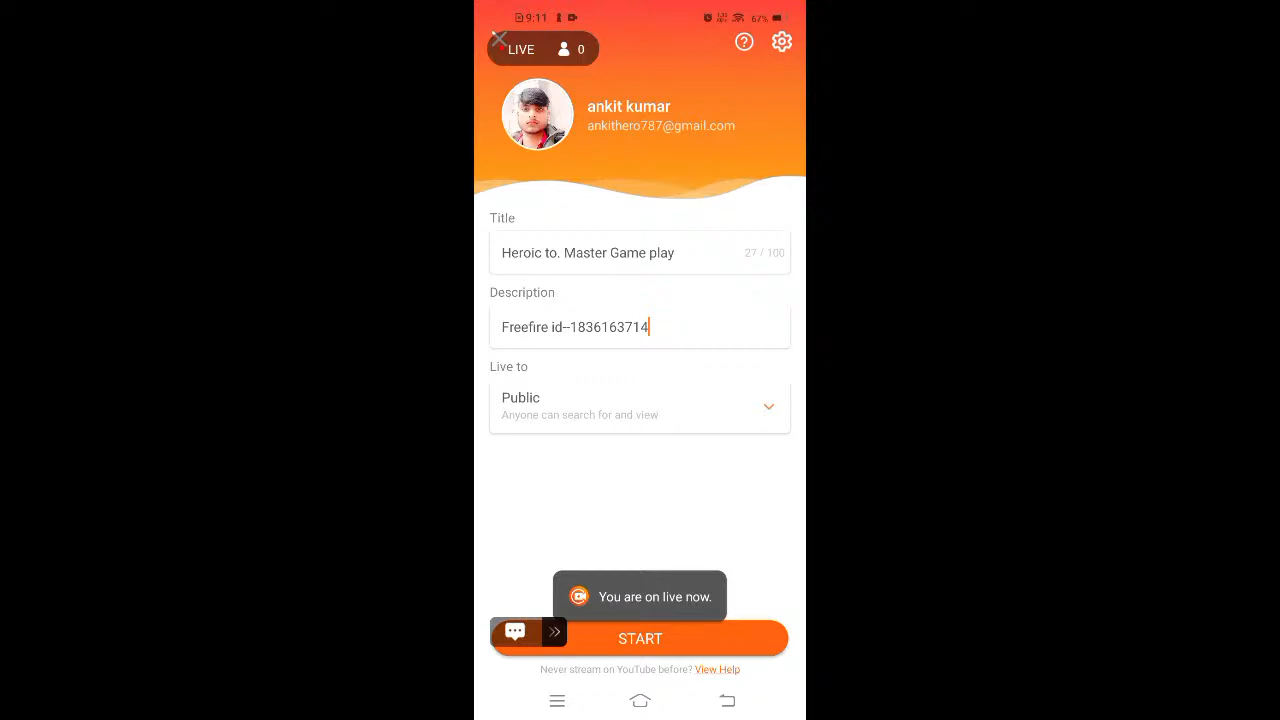 9:11
67%
LIVE 0
ankit kumar
ankithero787@gmail.com
Title
Heroic to. Master Game play 27 / 100
Description
Freefire id--1836163714
Live to
Public
Anyone can search for and view
You are on live now.
START
Never stream on YouTube before? View Help